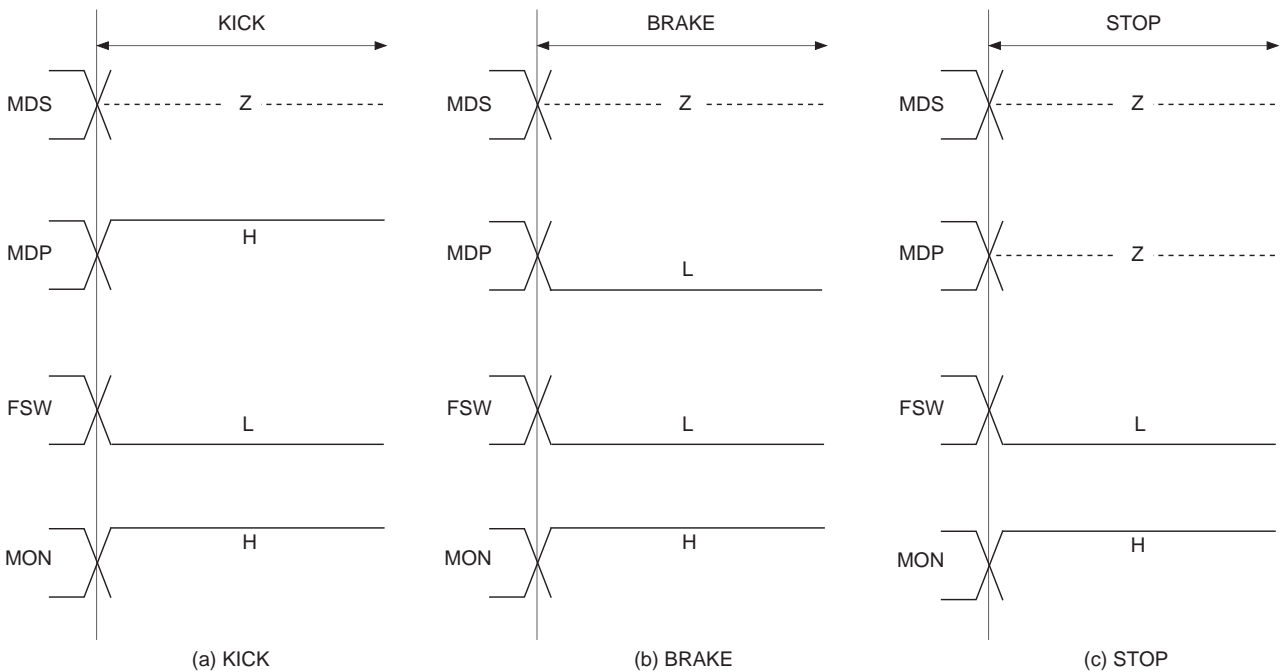 KICK
MDS
Z
MDP
H
FSW
L
MON
H
(a) KICK
BRAKE
MDS
Z
MDP
L
FSW
L
MON
H
(b) BRAKE
STOP
MDS
Z
MDP
Z
FSW
L
MON
H
(c) STOP